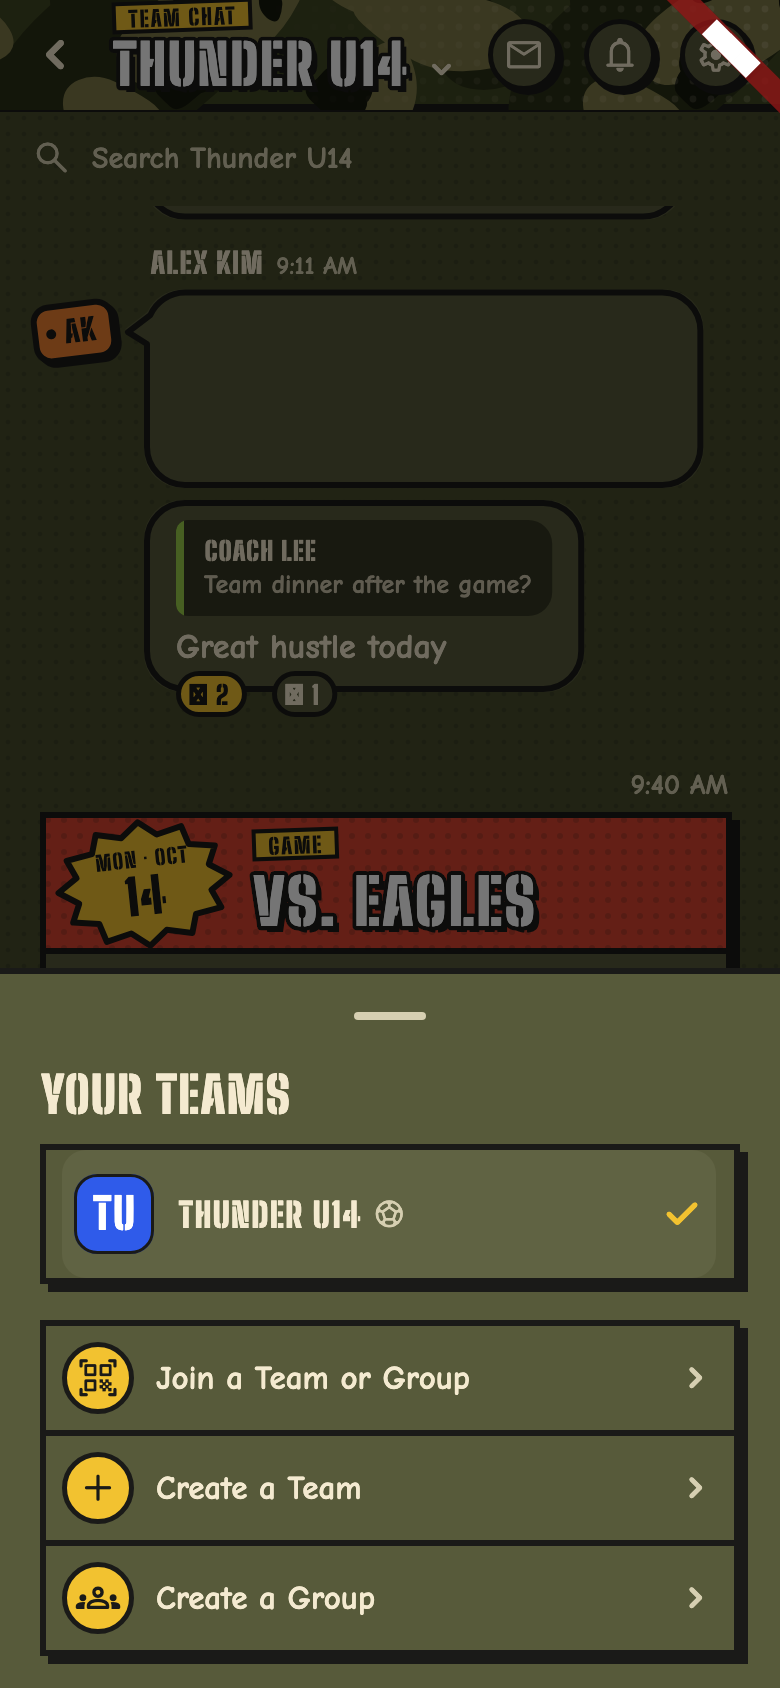 TEAM CHAT
THUNDER U14
Search Thunder U14
ALEX KIM 9:11 AM
AK
COACH LEE
Team dinner after the game?
Great hustle today
2
1
9:40 AM
MON · OCT
14
GAME
VS. EAGLES
YOUR TEAMS
TU
THUNDER U14
Join a Team or Group
Create a Team
Create a Group